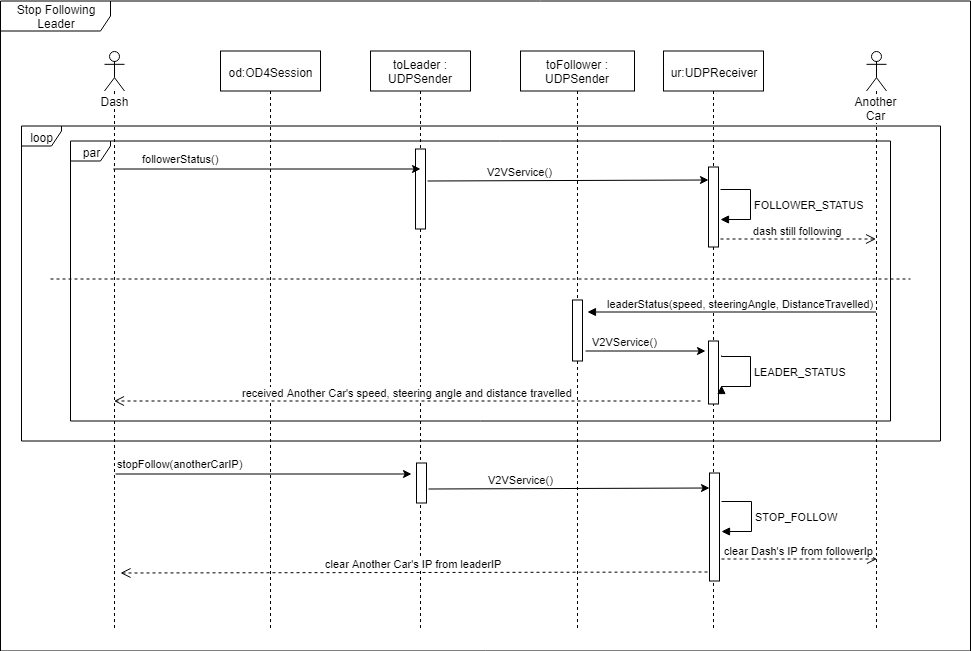 Stop Following
Leader
Dash
od:OD4Session
toLeader :
UDPSender
toFollower :
UDPSender
ur:UDPReceiver
Another
Car
loop
par
followerStatus()
V2VService()
FOLLOWER_STATUS
dash still following
leaderStatus(speed, steeringAngle, DistanceTravelled)
V2VService()
LEADER_STATUS
received Another Car's speed, steering angle and distance travelled
stopFollow(anotherCarIP)
V2VService()
STOP_FOLLOW
clear Dash's IP from followerIp
clear Another Car's IP from leaderIP